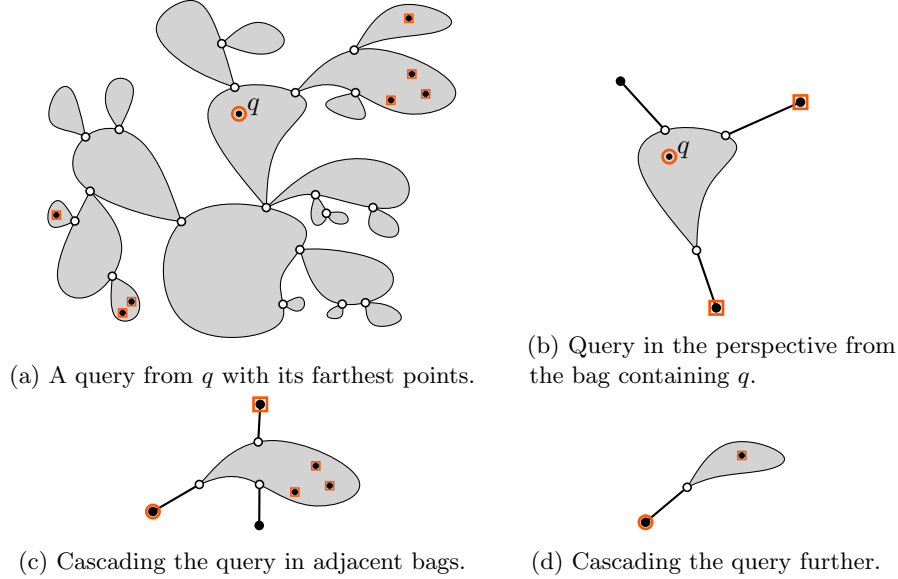 q
(a) A query from q with its farthest points.
q
(b) Query in the perspective from
the bag containing q.
(c) Cascading the query in adjacent bags.
(d) Cascading the query further.